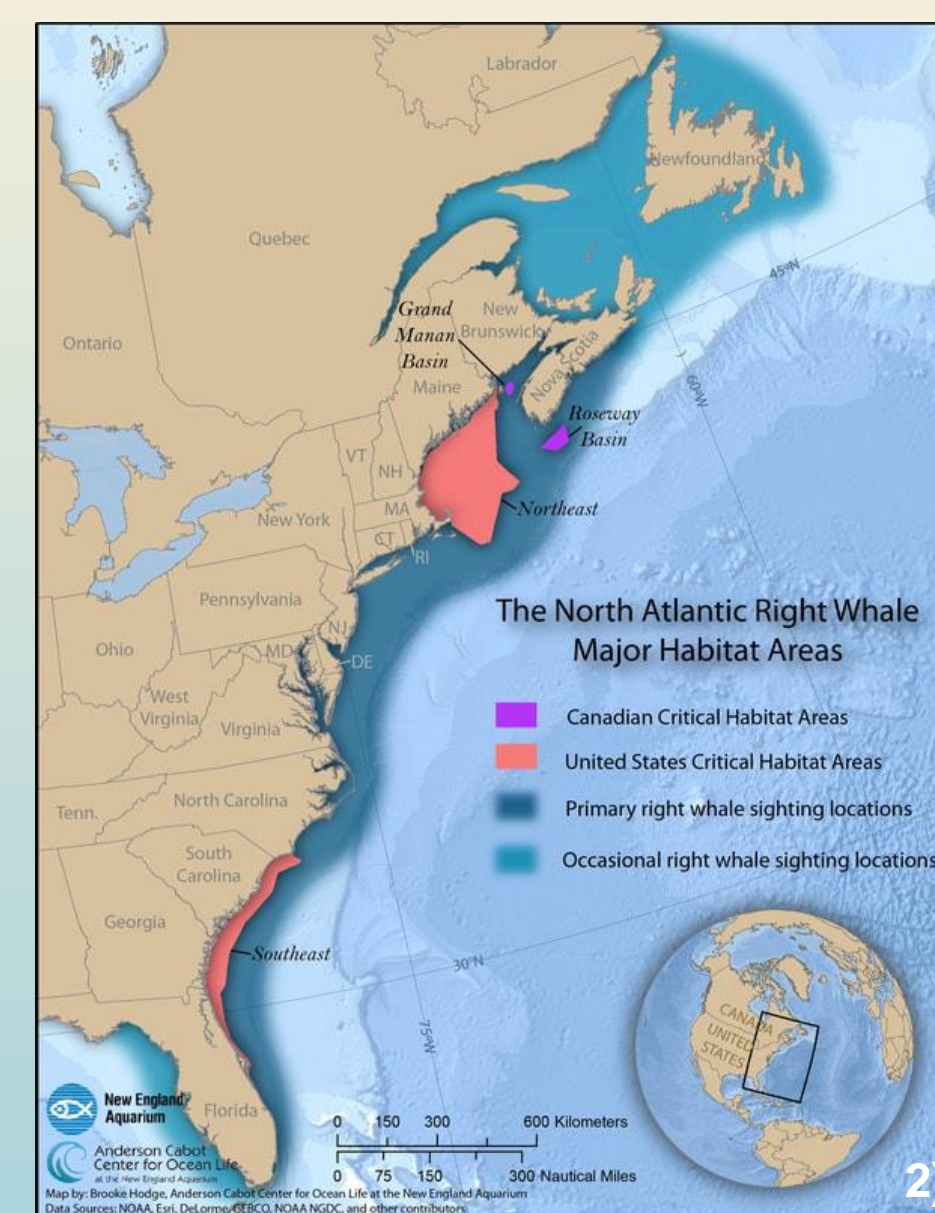 Labrador
Newfoundland
Quebec
45°N
Grand
Manan
Basin
New
Brunswick
Ontario
Nova Scotia
60°W
Maine
Roseway
Basin
VT
NH
MA
Northeast
New York
CT
RI
The North Atlantic Right Whale
Major Habitat Areas
Pennsylvania
NJ
Ohio
MD
DE
West
Virginia
Virginia
Canadian Critical Habitat Areas
United States Critical Habitat Areas
Primary right whale sighting locations
Occasional right whale sighting locations
Tenn.
North Carolina
South
Carolina
Georgia
Southeast
30°N
75°W
CANADA
UNITED
STATES
New England
Aquarium
Florida
0 150 300 600 Kilometers
0 75 150 300 Nautical Miles
Anderson Cabot
Center for Ocean Life
at the New England Aquarium
Map by: Brooke Hodge, Anderson Cabot Center for Ocean Life at the New England Aquarium
Data Sources: NOAA, Esri, DeLorme, GEBCO, NOAA NGDC, and other contributors
2)